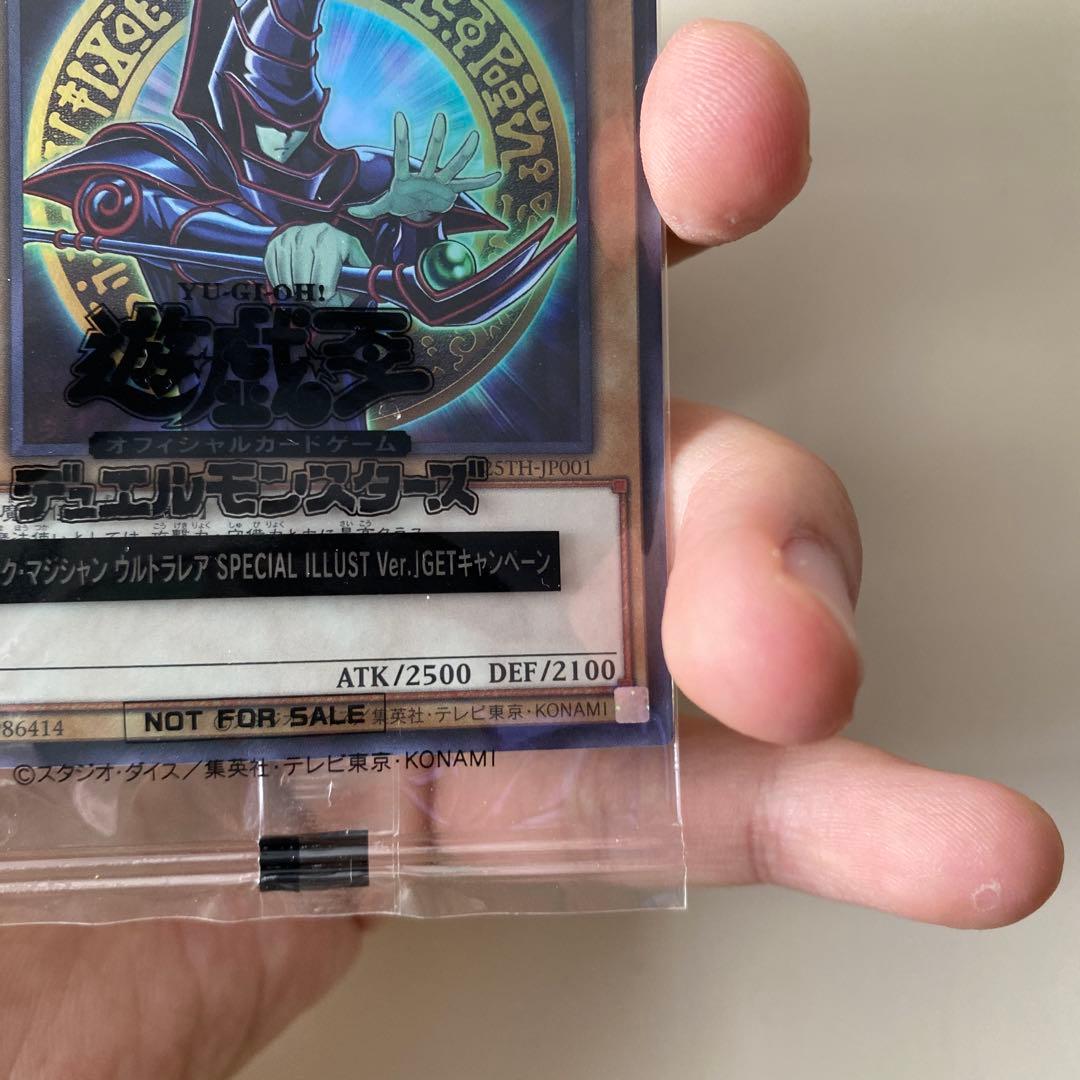 YU-GI-OH!
遊戯王
オフィシャルカードゲーム
デュエルモンスターズ
25TH-JP001
ク・マジシャン ウルトラレア SPECIAL ILLUST Ver.」GETキャンペーン
ATK/2500 DEF/2100
86414
NOT FOR SALE
集英社・テレビ東京・KONAMI
©スタジオ・ダイス／集英社・テレビ東京・KONAMI